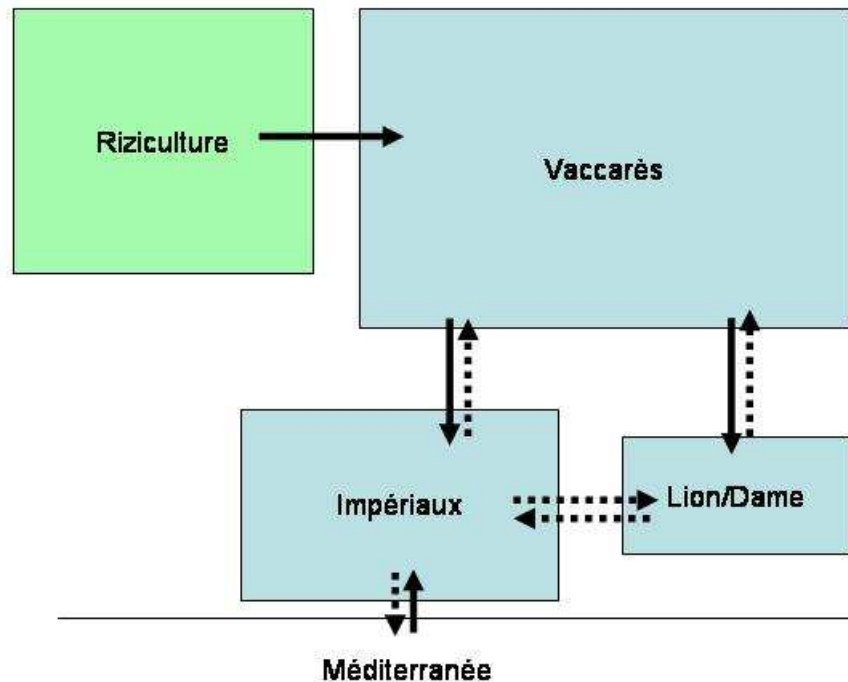 Riziculture
Vaccarès
Impériaux
Lion/Dame
Méditerranée